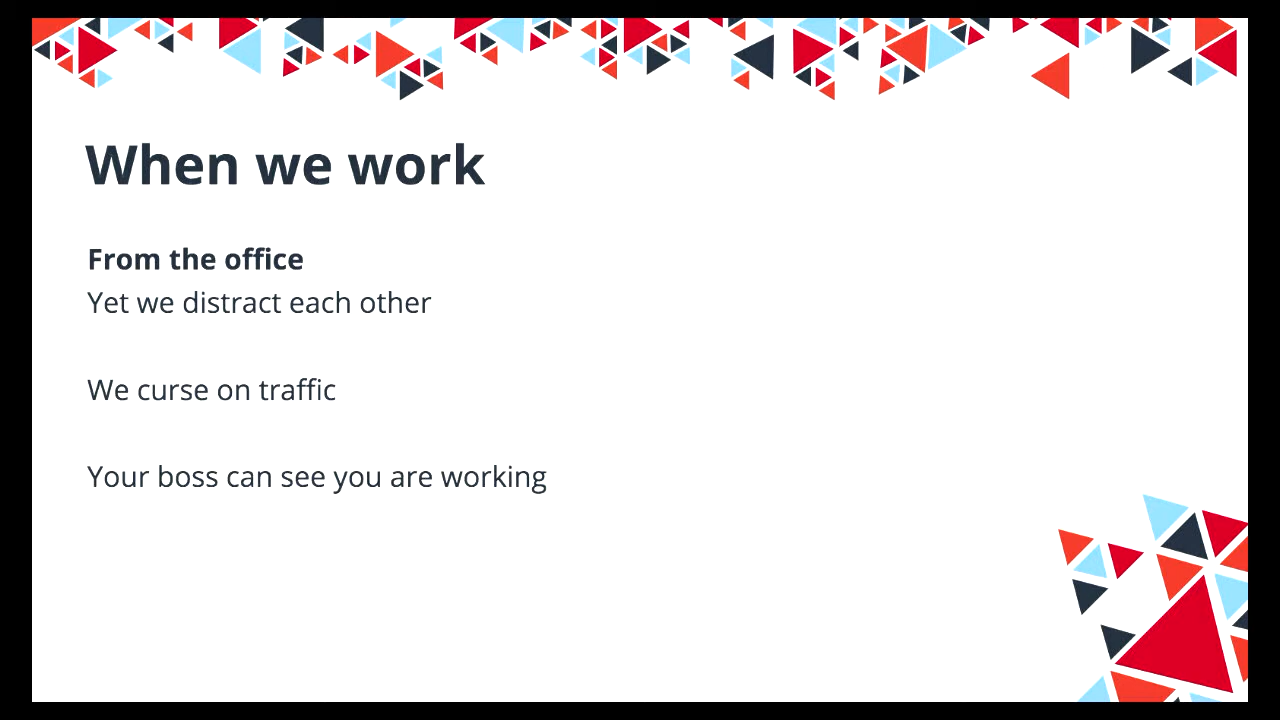 When we work
From the office
Yet we distract each other
We curse on traffic
Your boss can see you are working